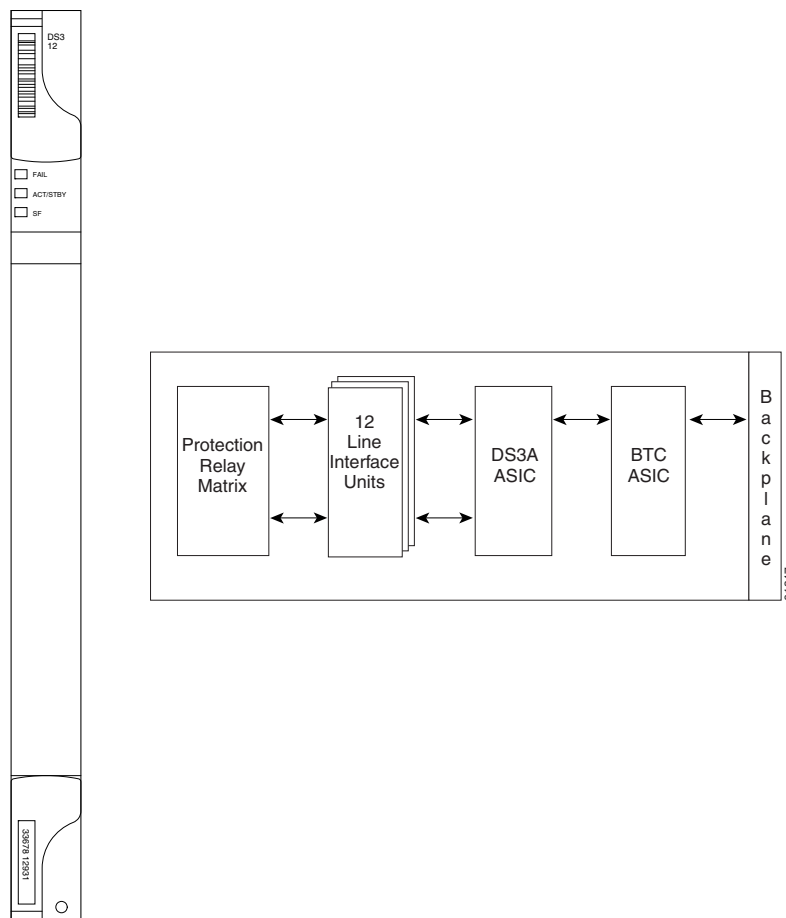 DS3
12
FAIL
ACT/STBY
SF
Protection
Relay
Matrix
12
Line
Interface
Units
DS3A
ASIC
BTC
ASIC
Backplane
33678 12931